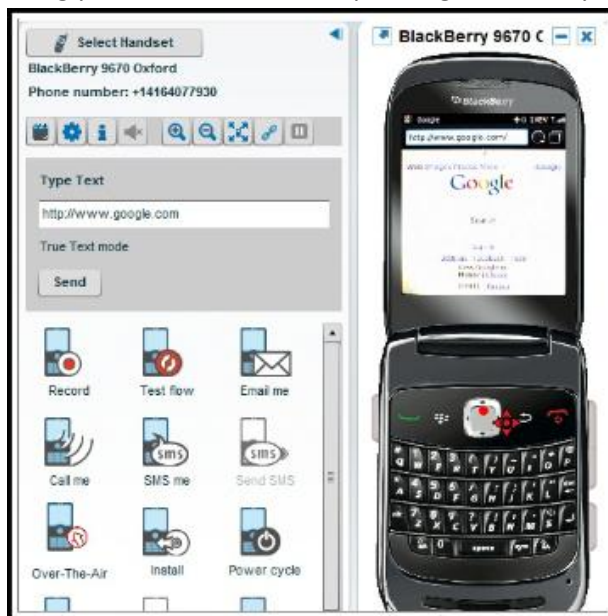 Select Handset
BlackBerry 9670 Oxford
Phone number: +14164077930
Type Text
http://www.google.com
True Text mode
Send
Record
Test flow
Email me
Call me
SMS me
Send SMS
Over-The-Air
Install
Power cycle
BlackBerry 9670 C
BlackBerry
Google
http://www.google.com/
Google